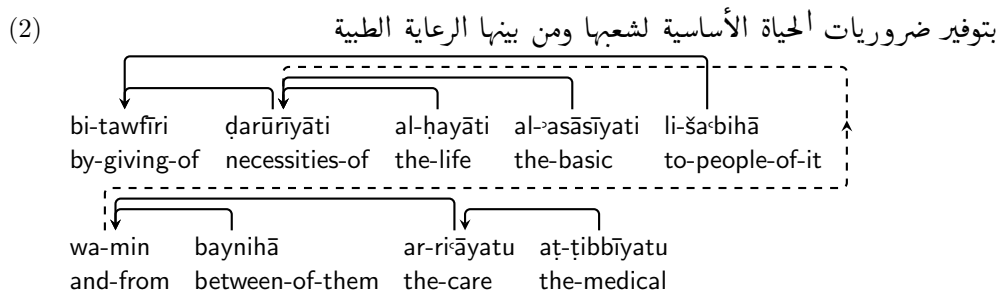 (2) بتوفير ضروريات الحياة الأساسية لشعبها ومن بينها الرعاية الطبية
bi-tawfīri ḍarūrīyāti al-ḥayāti al-ʾasāsīyati li-šaʿbihā
by-giving-of necessities-of the-life the-basic to-people-of-it
wa-min baynihā ar-riʿāyatu aṭ-ṭibbīyatu
and-from between-of-them the-care the-medical